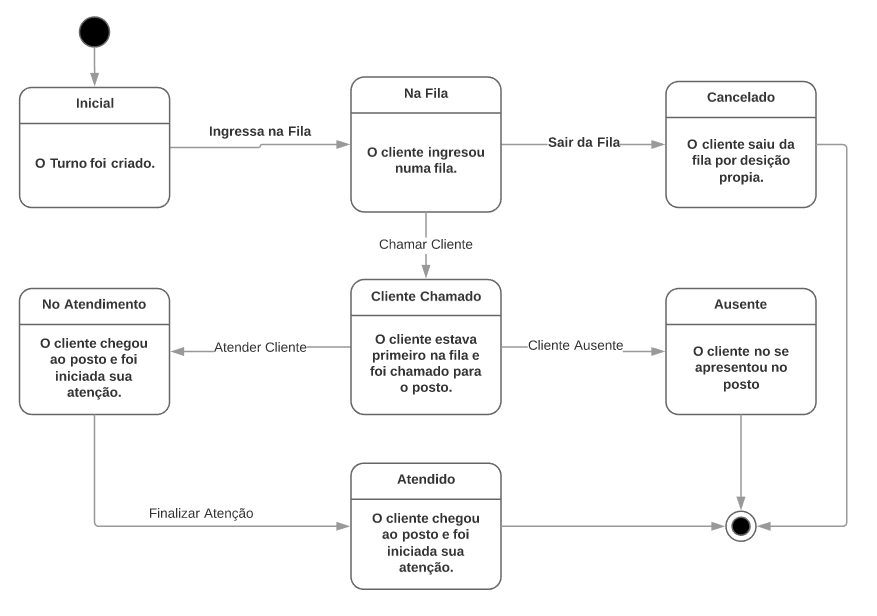 Inicial
O Turno foi criado.
Ingressa na Fila
Na Fila
O cliente ingresou
numa fila.
Sair da Fila
Cancelado
O cliente saiu da
fila por desição
propia.
Chamar Cliente
No Atendimento
O cliente chegou
ao posto e foi
iniciada sua
atenção.
Atender Cliente
Cliente Chamado
O cliente estava
primeiro na fila e
foi chamado para
o posto.
Cliente Ausente
Ausente
O cliente no se
apresentou no
posto
Finalizar Atenção
Atendido
O cliente chegou
ao posto e foi
iniciada sua
atenção.